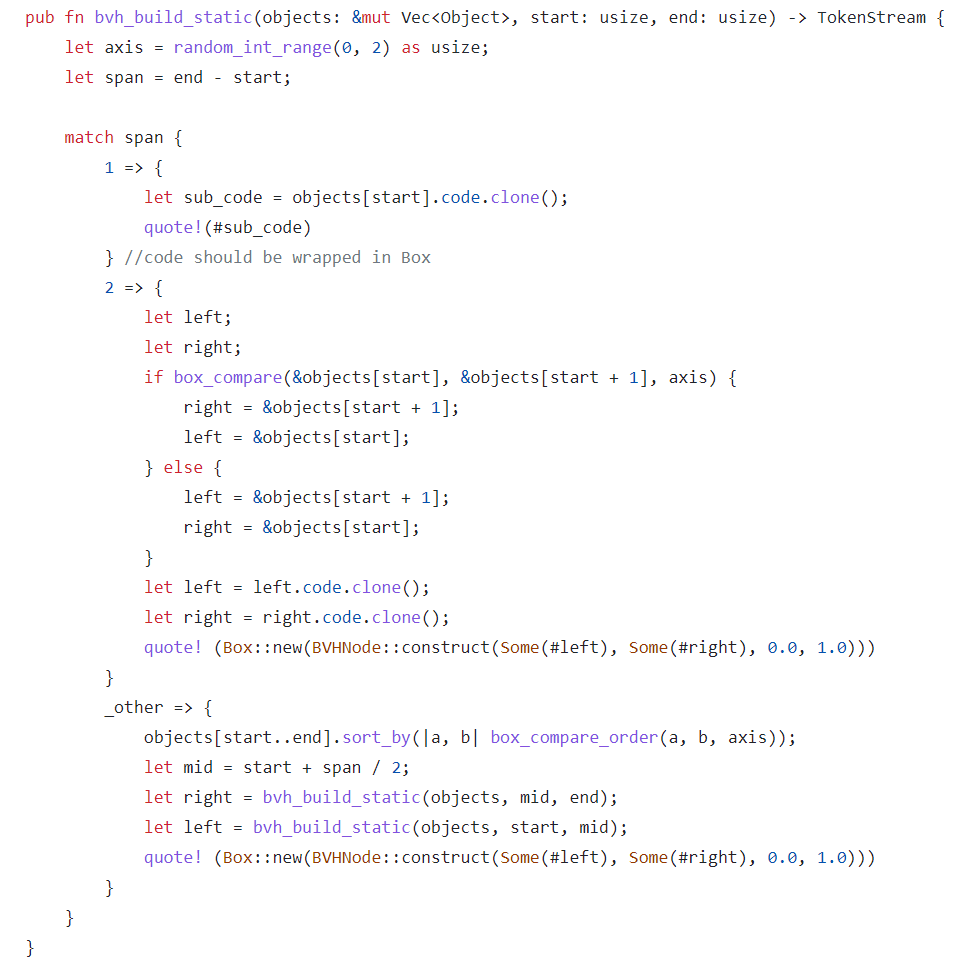 pub fn bvh_build_static(objects: &mut Vec<Object>, start: usize, end: usize) -> TokenStream {
    let axis = random_int_range(0, 2) as usize;
    let span = end - start;

    match span {
        1 => {
            let sub_code = objects[start].code.clone();
            quote!(#sub_code)
        } //code should be wrapped in Box
        2 => {
            let left;
            let right;
            if box_compare(&objects[start], &objects[start + 1], axis) {
                right = &objects[start + 1];
                left = &objects[start];
            } else {
                left = &objects[start + 1];
                right = &objects[start];
            }
            let left = left.code.clone();
            let right = right.code.clone();
            quote! (Box::new(BVHNode::construct(Some(#left), Some(#right), 0.0, 1.0)))
        }
        _other => {
            objects[start..end].sort_by(|a, b| box_compare_order(a, b, axis));
            let mid = start + span / 2;
            let right = bvh_build_static(objects, mid, end);
            let left = bvh_build_static(objects, start, mid);
            quote! (Box::new(BVHNode::construct(Some(#left), Some(#right), 0.0, 1.0)))
        }
    }
}